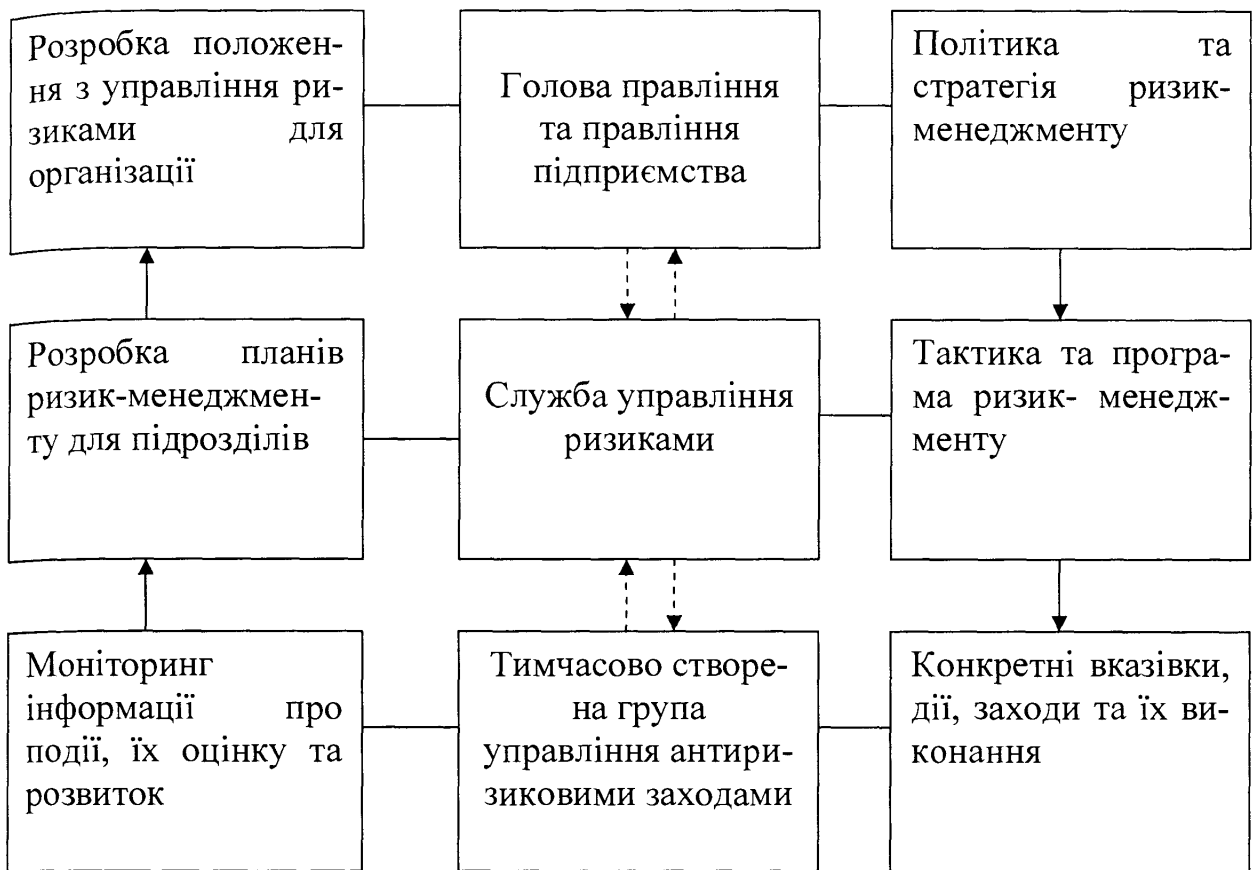 Розробка положен-
ня з управління ри-
зиками для
організації
Голова правління
та правління
підприємства
Політика та
стратегія ризик-
менеджменту
Розробка планів
ризик-менеджмен-
ту для підрозділів
Служба управління
ризиками
Тактика та програ-
ма ризик- менедж-
менту
Моніторинг
інформації про
події, їх оцінку та
розвиток
Тимчасово створе-
на група
управління антири-
зиковими заходами
Конкретні вказівки,
дії, заходи та їх ви-
конання